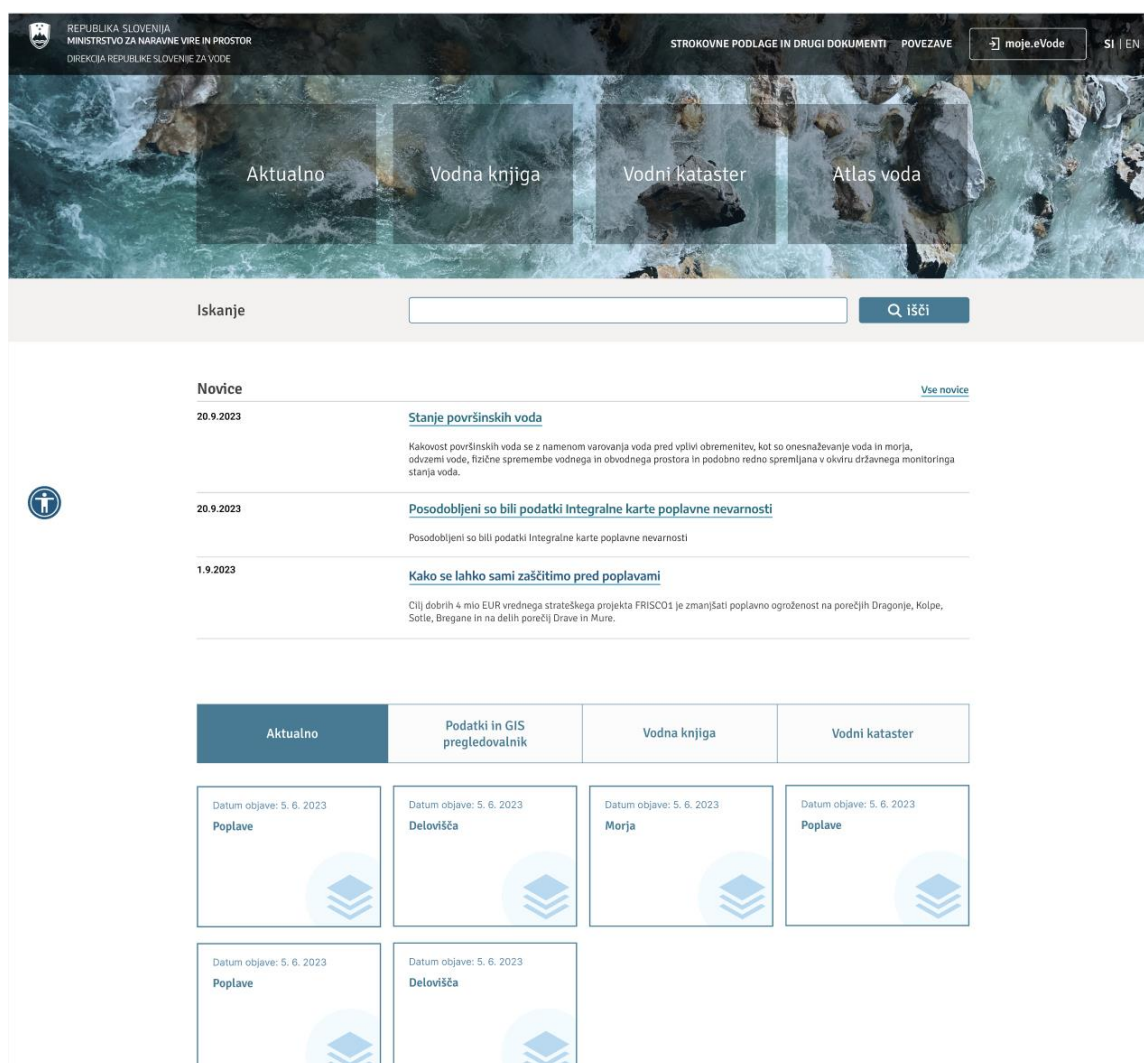 REPUBLIKA SLOVENIJA
MINISTRSTVO ZA NARAVNE VIRE IN PROSTOR
DIREKCIJA REPUBLIKE SLOVENIJE ZA VODE
STROKOVNE PODLAGE IN DRUGI DOKUMENTI POVEZAVE moje.eVode SI | EN
Aktualno Vodna knjiga Vodni kataster Atlas voda
Iskanje išči
Novice Vse novice
20.9.2023 Stanje površinskih voda
Kakovost površinskih voda se z namenom varovanja voda pred vplivi obremenitev, kot so onesnaževanje voda in morja,
odvzemi vode, fizične spremembe vodnega in obvodnega prostora in podobno redno spremljana v okviru državnega monitoringa
stanja voda.
20.9.2023 Posodobljeni so bili podatki Integralne karte poplavne nevarnosti
Posodobljeni so bili podatki Integralne karte poplavne nevarnosti
1.9.2023 Kako se lahko sami zaščitimo pred poplavami
Cilj dobrih 4 mio EUR vrednega strateškega projekta FRISCO1 je zmanjšati poplavno ogroženost na porečjih Dragonje, Kolpe,
Sotle, Bregane in na delih porečij Drave in Mure.
Aktualno Podatki in GIS pregledovalnik Vodna knjiga Vodni kataster
Datum objave: 5. 6. 2023 Datum objave: 5. 6. 2023 Datum objave: 5. 6. 2023 Datum objave: 5. 6. 2023
Poplave Delovišča Morja Poplave
Datum objave: 5. 6. 2023 Datum objave: 5. 6. 2023
Poplave Delovišča